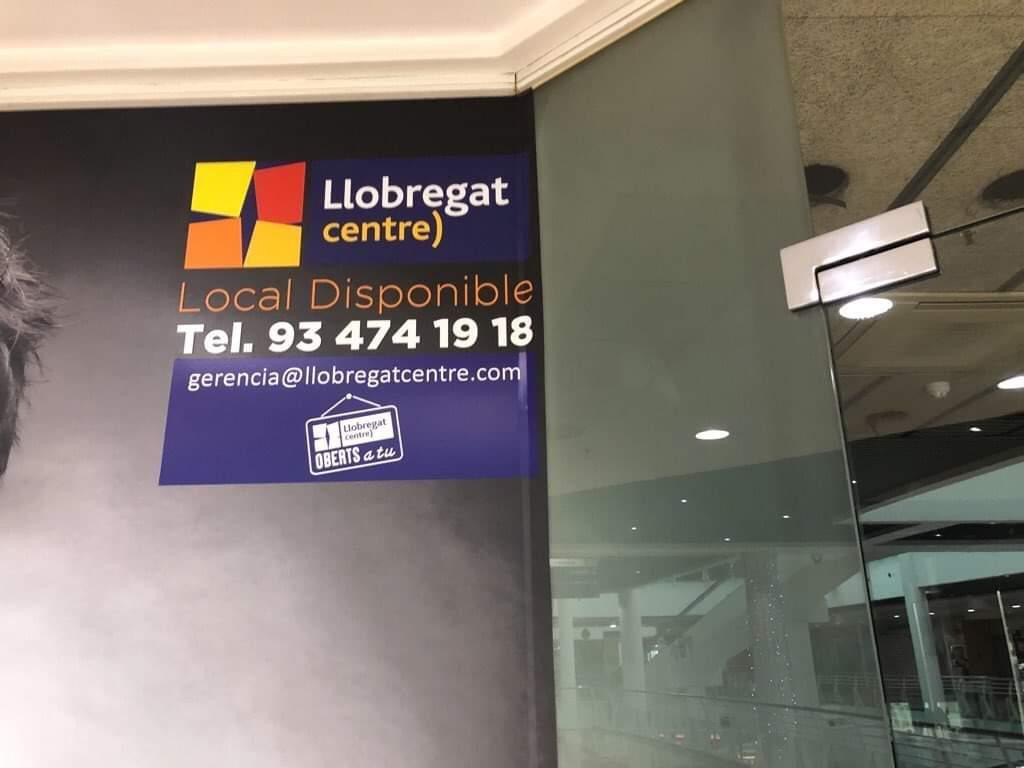 Llobregat
centre)
Local Disponible
Tel. 93 474 19 18
gerencia@llobregatcentre.com
Llobregat
centre)
OBERTS a tu